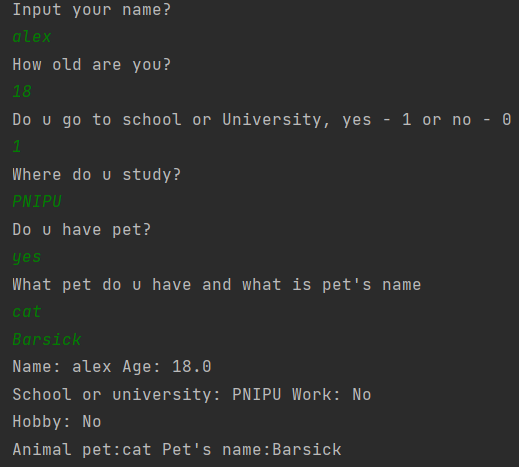 Input your name?
alex
How old are you?
18
Do u go to school or University, yes - 1 or no - 0
1
Where do u study?
PNIPU
Do u have pet?
yes
What pet do u have and what is pet's name
cat
Barsick
Name: alex Age: 18.0
School or university: PNIPU Work: No
Hobby: No
Animal pet:cat Pet's name:Barsick